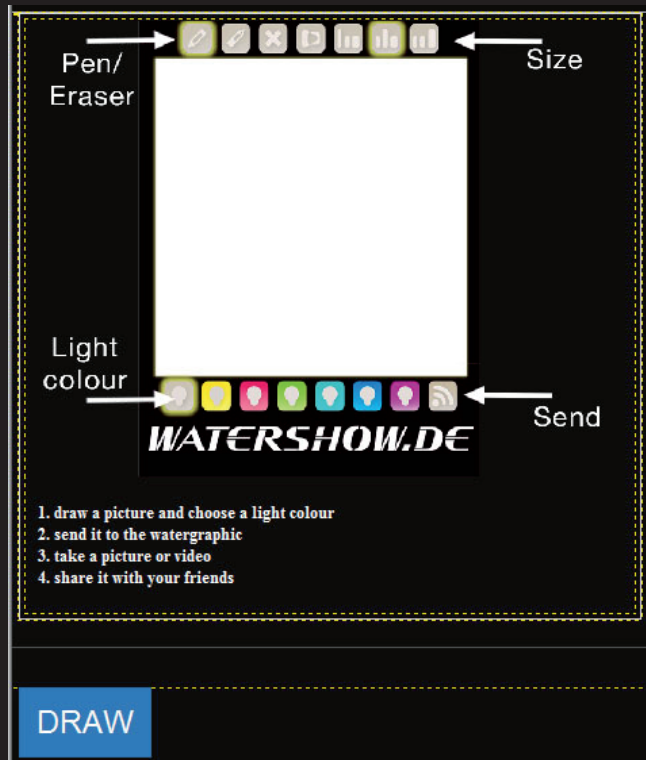 Pen/
Eraser
Size
Light
colour
Send
WATERSHOW.DE
1. draw a picture and choose a light colour
2. send it to the watergraphic
3. take a picture or video
4. share it with your friends
DRAW